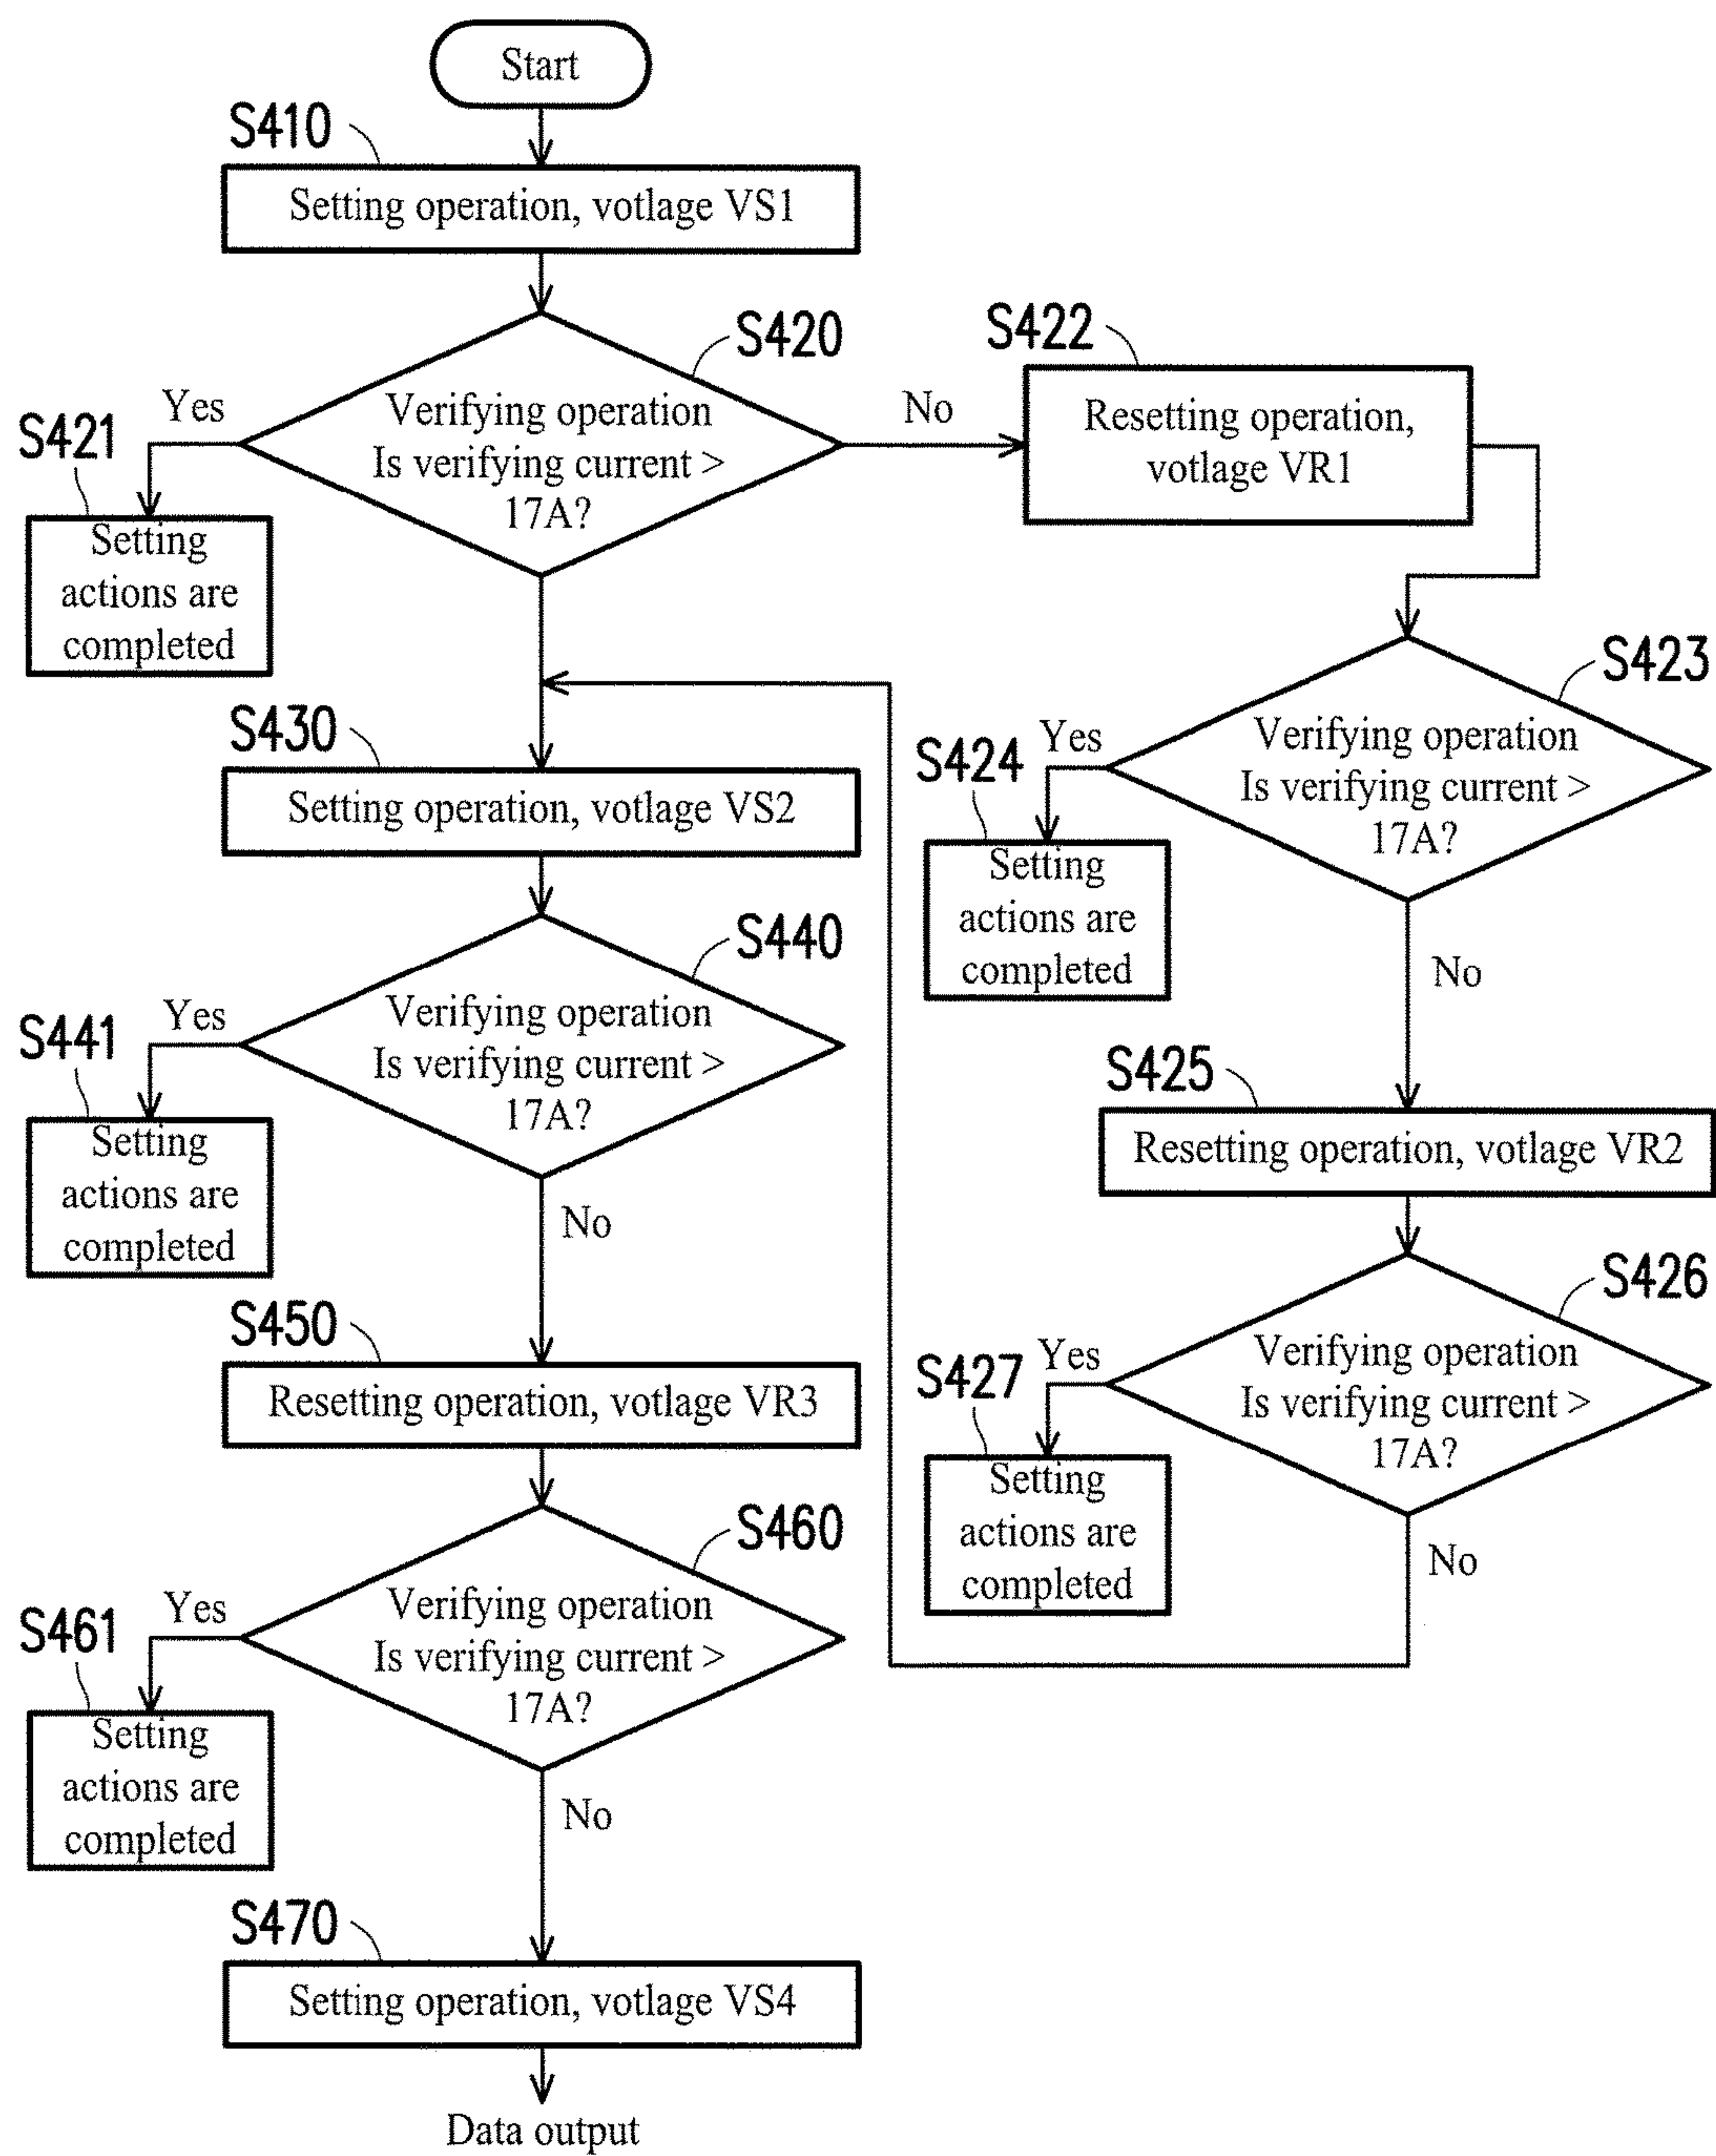 Start
S410
Setting operation, votlage VS1
S420
Verifying operation
Is verifying current >
17A?
Yes
No
S421
Setting
actions are
completed
S422
Resetting operation,
votlage VR1
S423
Verifying operation
Is verifying current >
17A?
Yes
No
S424
Setting
actions are
completed
S425
Resetting operation, votlage VR2
S426
Verifying operation
Is verifying current >
17A?
Yes
No
S427
Setting
actions are
completed
S430
Setting operation, votlage VS2
S440
Verifying operation
Is verifying current >
17A?
Yes
No
S441
Setting
actions are
completed
S450
Resetting operation, votlage VR3
S460
Verifying operation
Is verifying current >
17A?
Yes
No
S461
Setting
actions are
completed
S470
Setting operation, votlage VS4
Data output